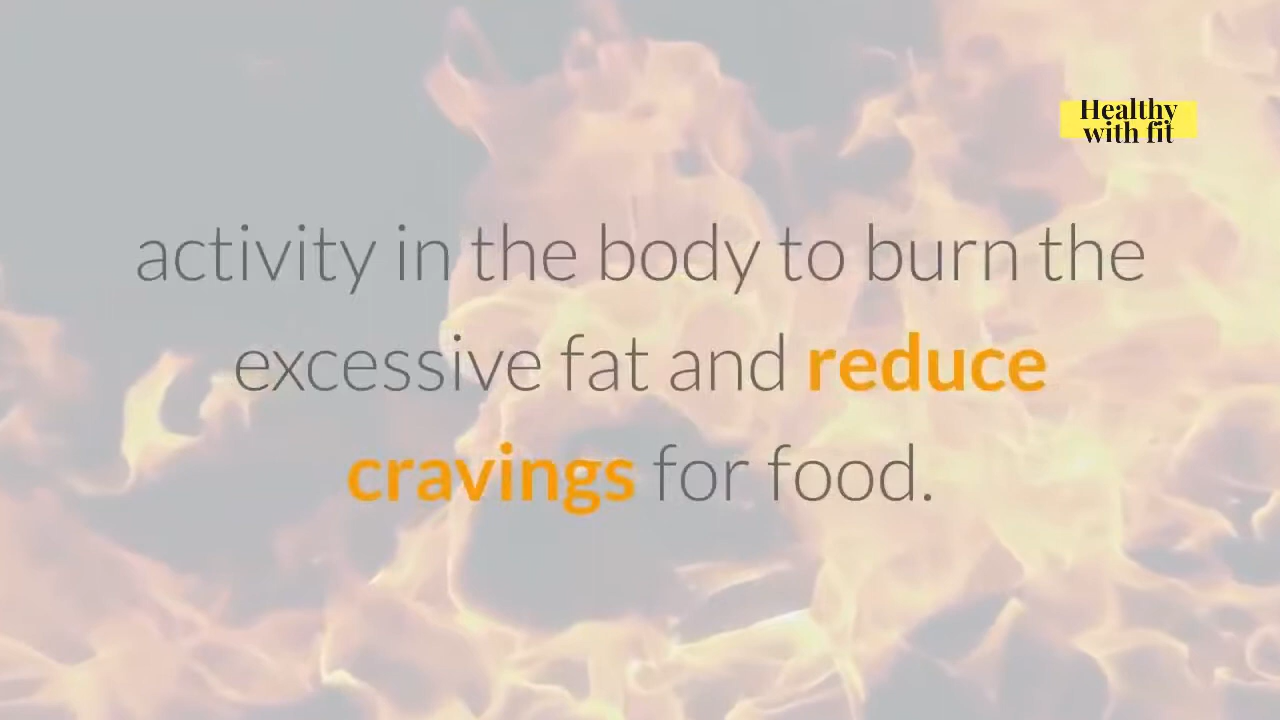 Healthy
with fit
activity in the body to burn the
excessive fat and reduce
cravings for food.